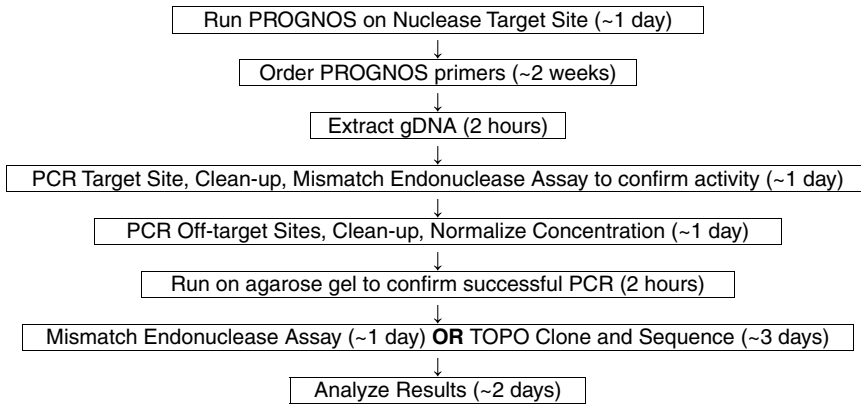 Run PROGNOS on Nuclease Target Site (~1 day)
↓
Order PROGNOS primers (~2 weeks)
↓
Extract gDNA (2 hours)
↓
PCR Target Site, Clean-up, Mismatch Endonuclease Assay to confirm activity (~1 day)
↓
PCR Off-target Sites, Clean-up, Normalize Concentration (~1 day)
↓
Run on agarose gel to confirm successful PCR (2 hours)
↓
Mismatch Endonuclease Assay (~1 day) OR TOPO Clone and Sequence (~3 days)
↓
Analyze Results (~2 days)